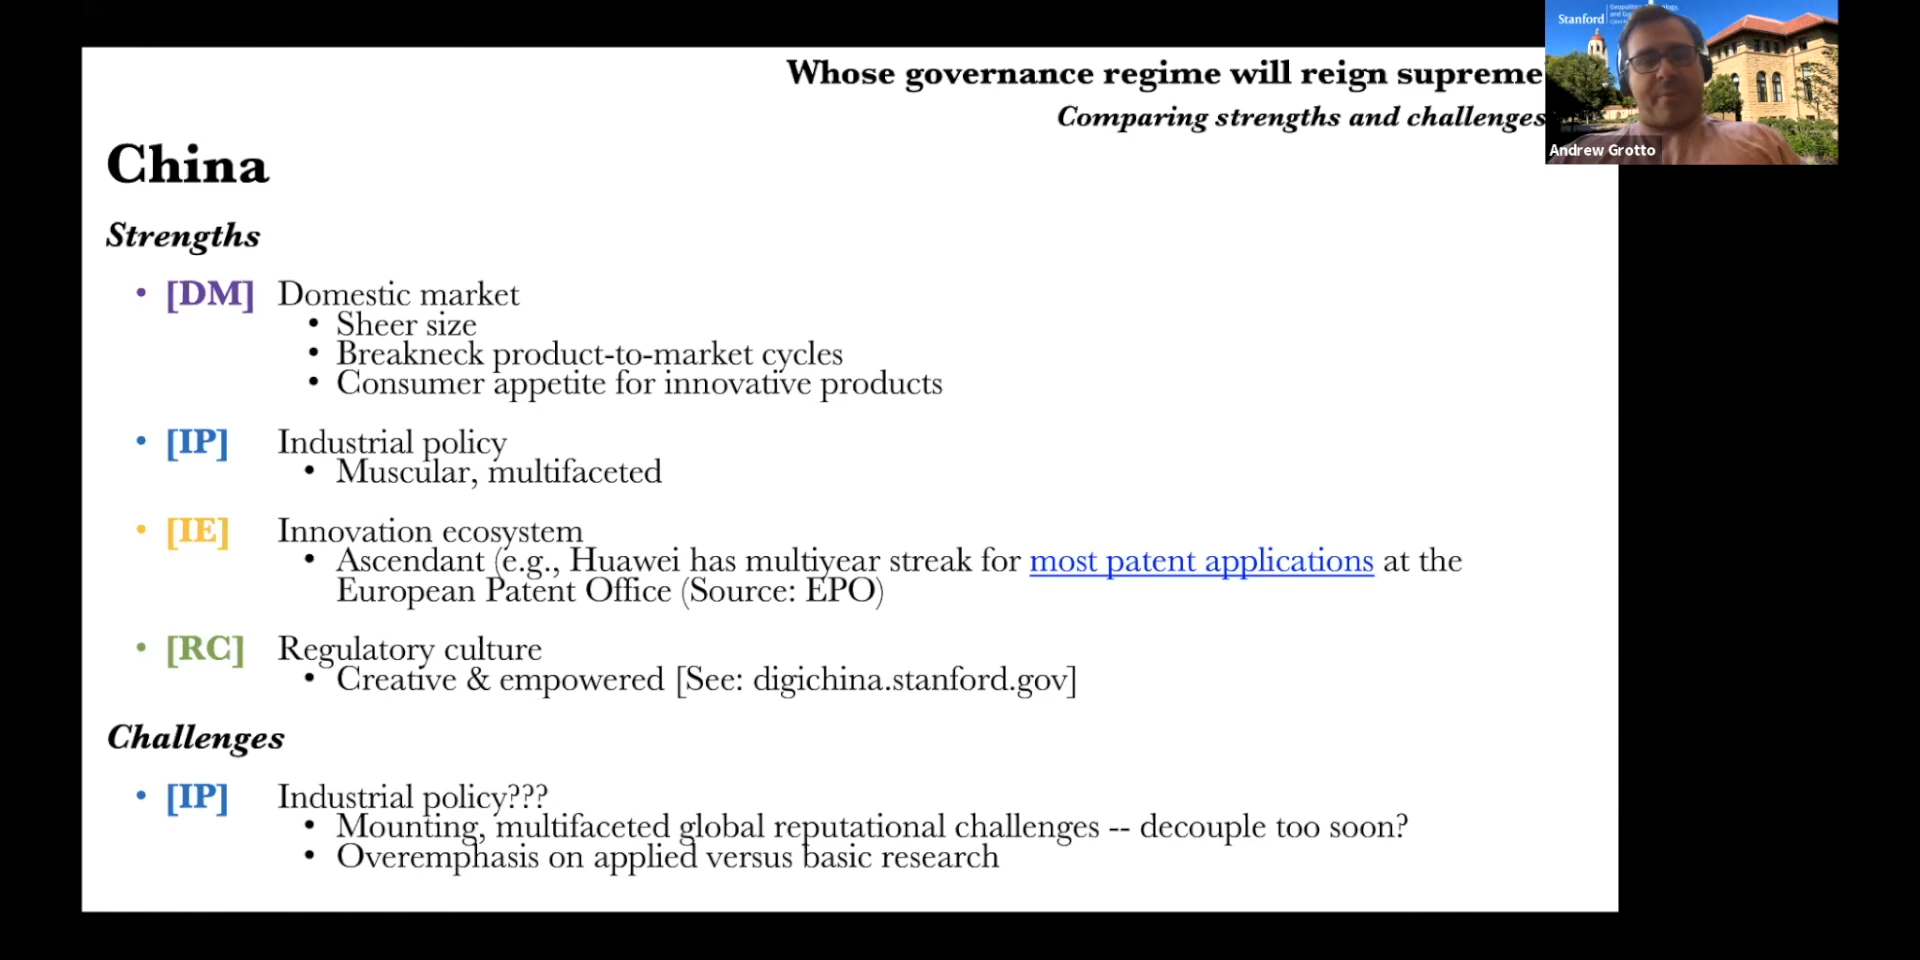 Whose governance regime will reign supreme
Comparing strengths and challenges
Stanford
Andrew Grotto
China
Strengths
• [DM] Domestic market
• Sheer size
• Breakneck product-to-market cycles
• Consumer appetite for innovative products
• [IP] Industrial policy
• Muscular, multifaceted
• [IE] Innovation ecosystem
• Ascendant (e.g., Huawei has multiyear streak for most patent applications at the
European Patent Office (Source: EPO)
• [RC] Regulatory culture
• Creative & empowered [See: digichina.stanford.gov]
Challenges
• [IP] Industrial policy???
• Mounting, multifaceted global reputational challenges -- decouple too soon?
• Overemphasis on applied versus basic research